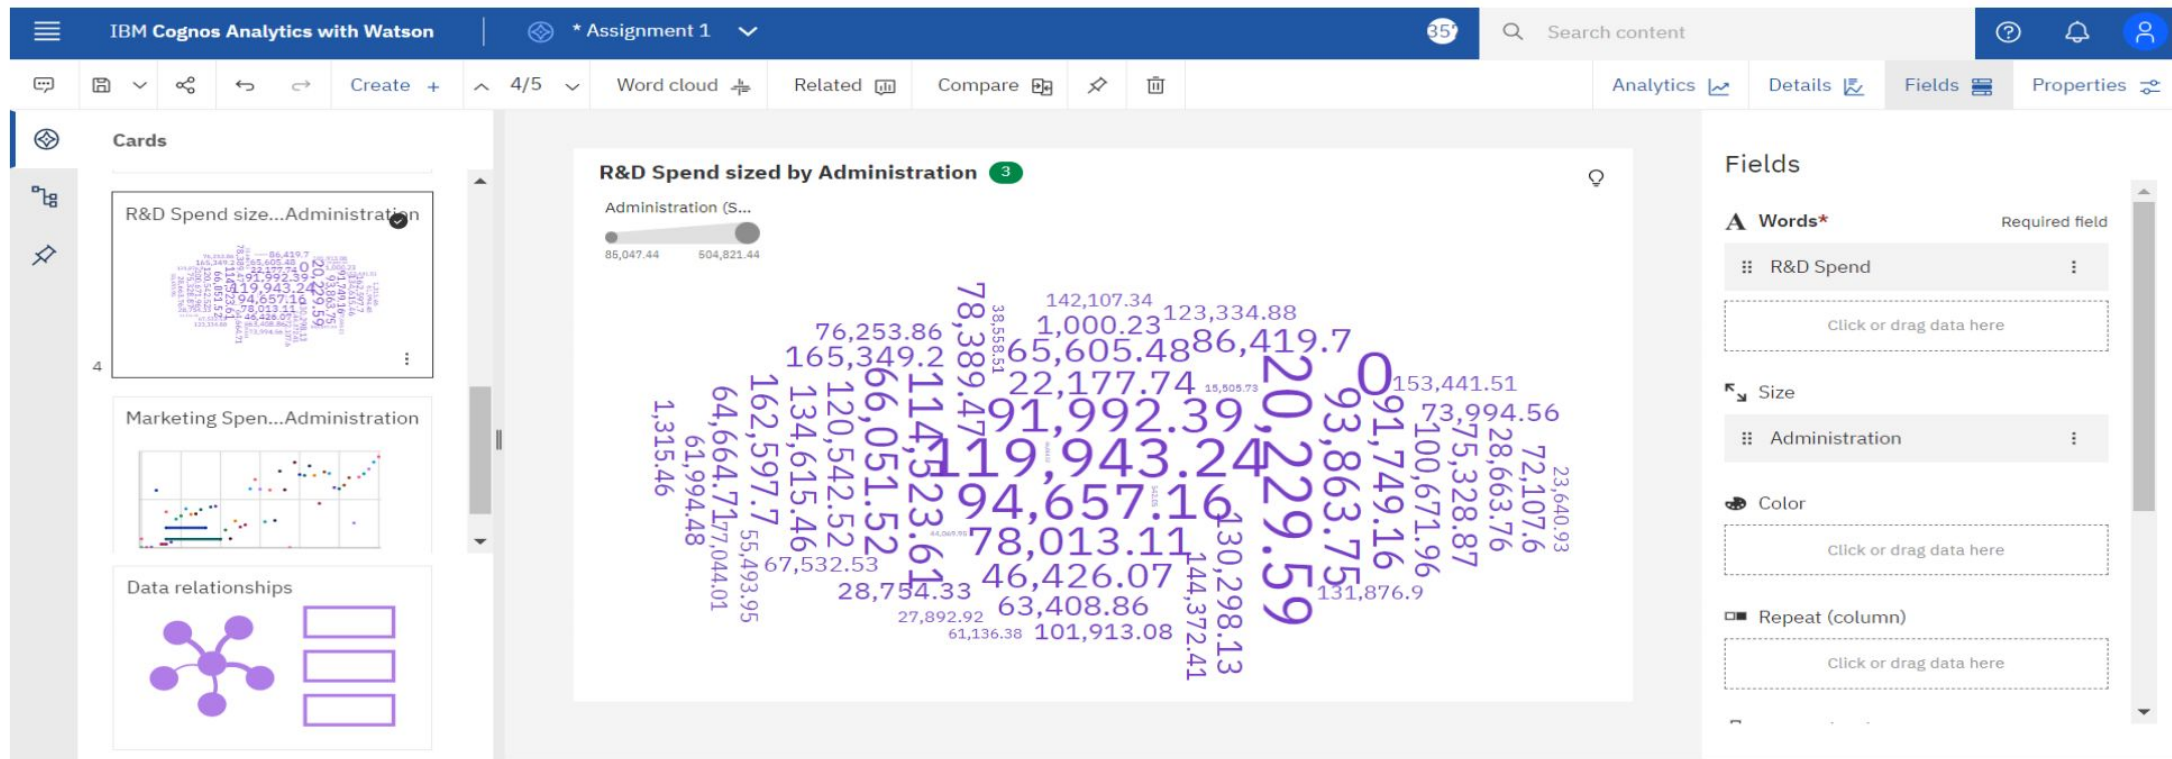 IBM Cognos Analytics with Watson
* Assignment 1
Search content
Create +
4/5
Word cloud
Related
Compare
Analytics
Details
Fields
Properties
Cards
R&D Spend size...Administration
4
Marketing Spen...Administration
Data relationships
R&D Spend sized by Administration 3
Administration (S...
85,047.44 504,821.44
142,107.34
123,334.88
1,000.23
76,253.86
86,419.7
165,349.2
65,605.48
78,389.47
38,558.51
22,177.74
15,505.73
0
153,441.51
91,992.39
73,994.56
119,943.24
94,657.16
20,229.59
93,863.75
91,749.16
100,671.96
75,328.87
28,663.76
72,107.6
23,640.93
1,315.46
61,994.48
64,664.71
77,044.01
162,597.7
55,493.95
134,615.46
120,542.52
66,051.52
114,523.61
78,013.11
67,532.53
46,426.07
28,754.33
63,408.86
27,892.92
61,136.38
101,913.08
144,372.41
130,298.13
131,876.9
Fields
Words*
Required field
R&D Spend
Click or drag data here
Size
Administration
Color
Click or drag data here
Repeat (column)
Click or drag data here